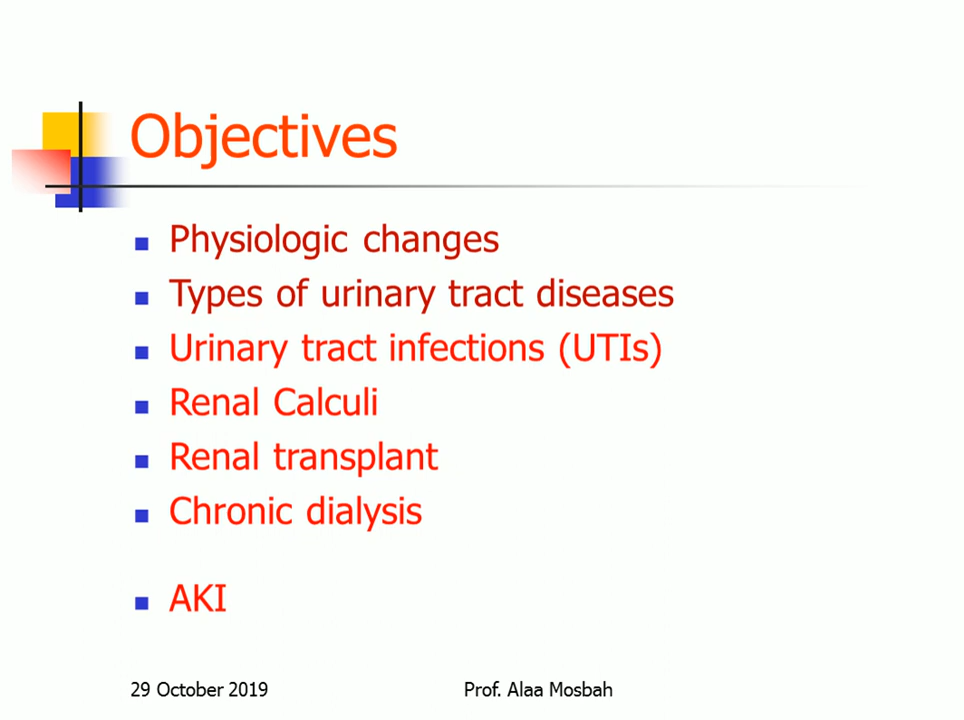 Objectives
Physiologic changes
Types of urinary tract diseases
Urinary tract infections (UTIs)
Renal Calculi
Renal transplant
Chronic dialysis
AKI
29 October 2019
Prof. Alaa Mosbah